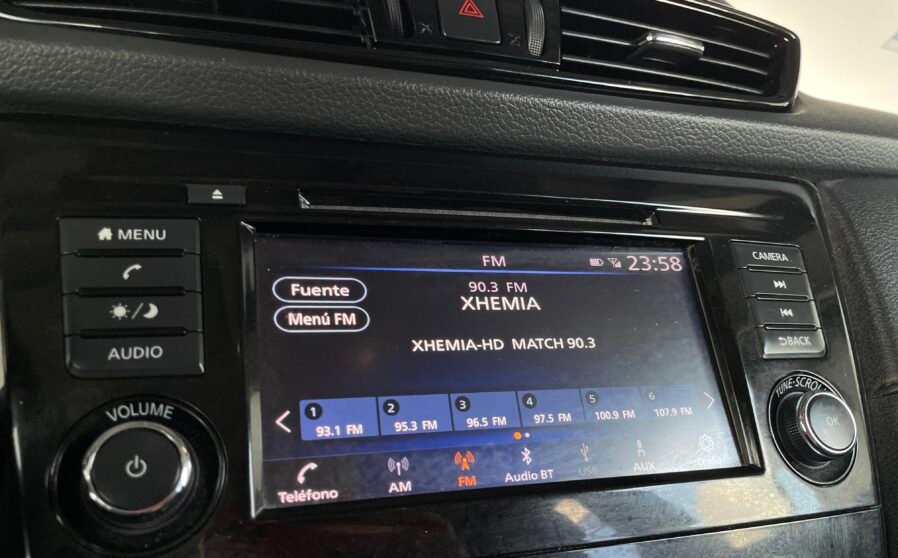 MENU
AUDIO
VOLUME
FM
23:58
Fuente
Menú FM
90.3 FM
XHEMIA
XHEMIA-HD MATCH 90.3
1 93.1 FM
2 95.3 FM
3 96.5 FM
4 97.5 FM
5 100.9 FM
6 107.9 FM
Teléfono
AM
FM
Audio BT
USB
AUX
CAMERA
BACK
TUNE·SCROLL
OK